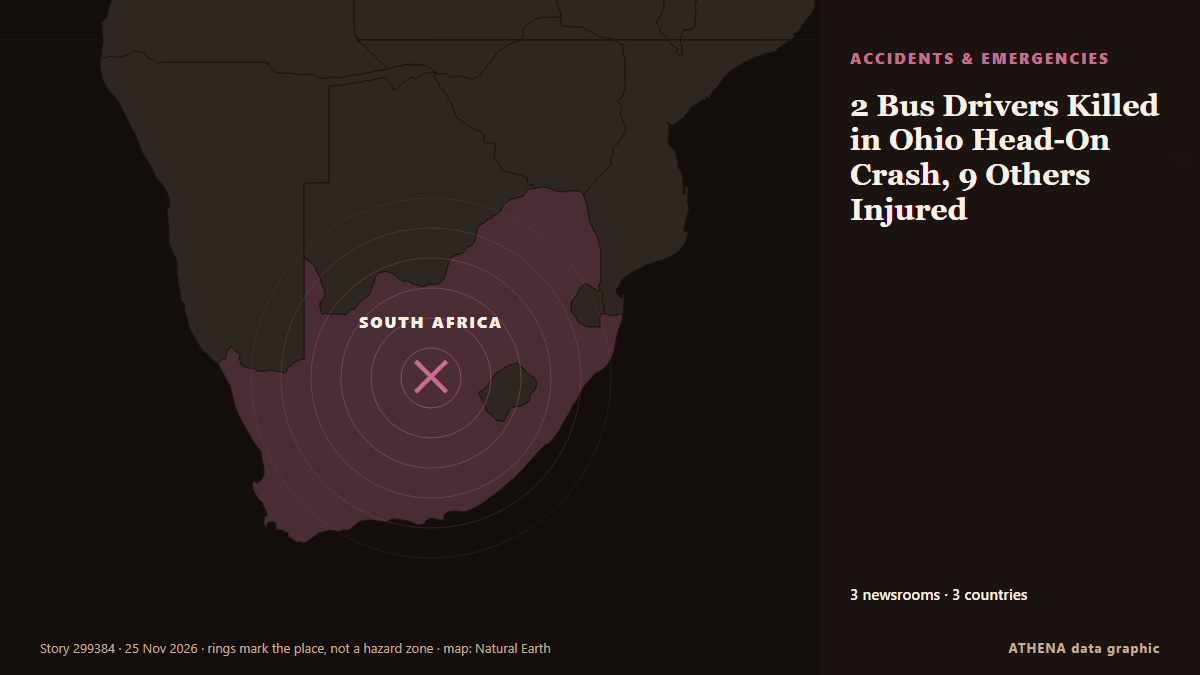 SOUTH AFRICA
ACCIDENTS & EMERGENCIES
2 Bus Drivers Killed
in Ohio Head-On
Crash, 9 Others
Injured
3 newsrooms · 3 countries
Story 299384 · 25 Nov 2026 · rings mark the place, not a hazard zone · map: Natural Earth
ATHENA data graphic